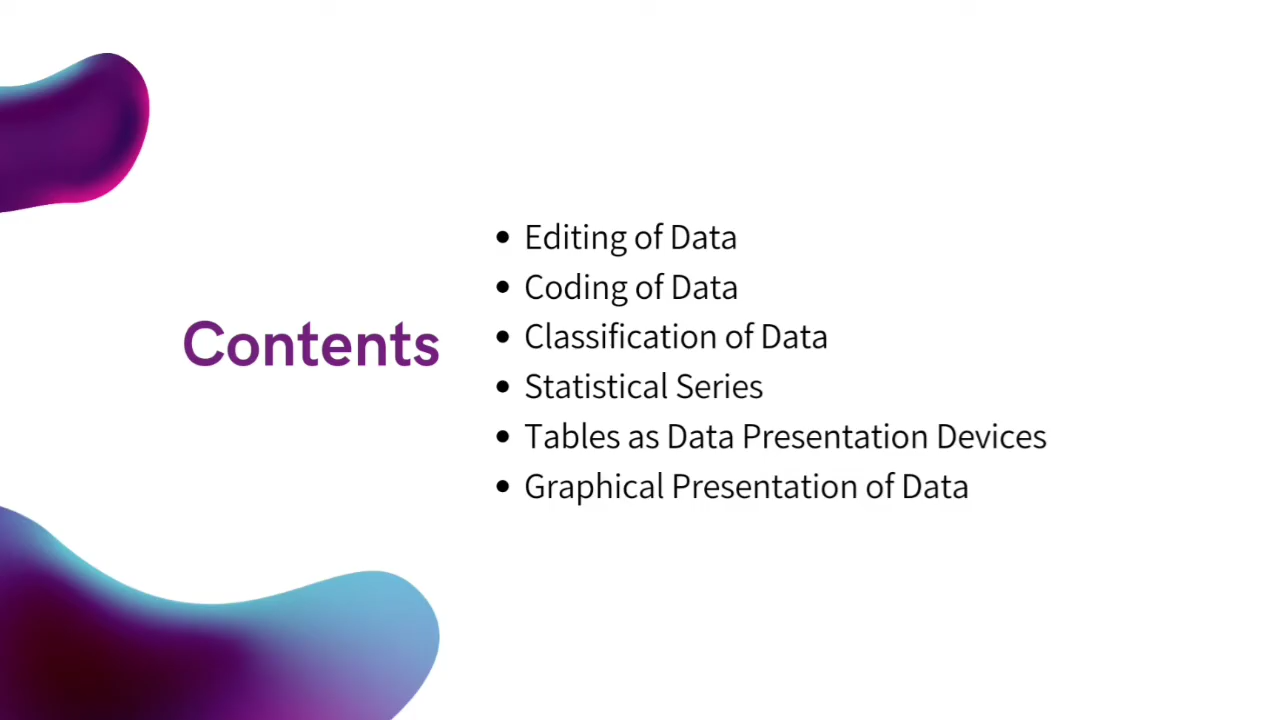 Contents
• Editing of Data
• Coding of Data
• Classification of Data
• Statistical Series
• Tables as Data Presentation Devices
• Graphical Presentation of Data